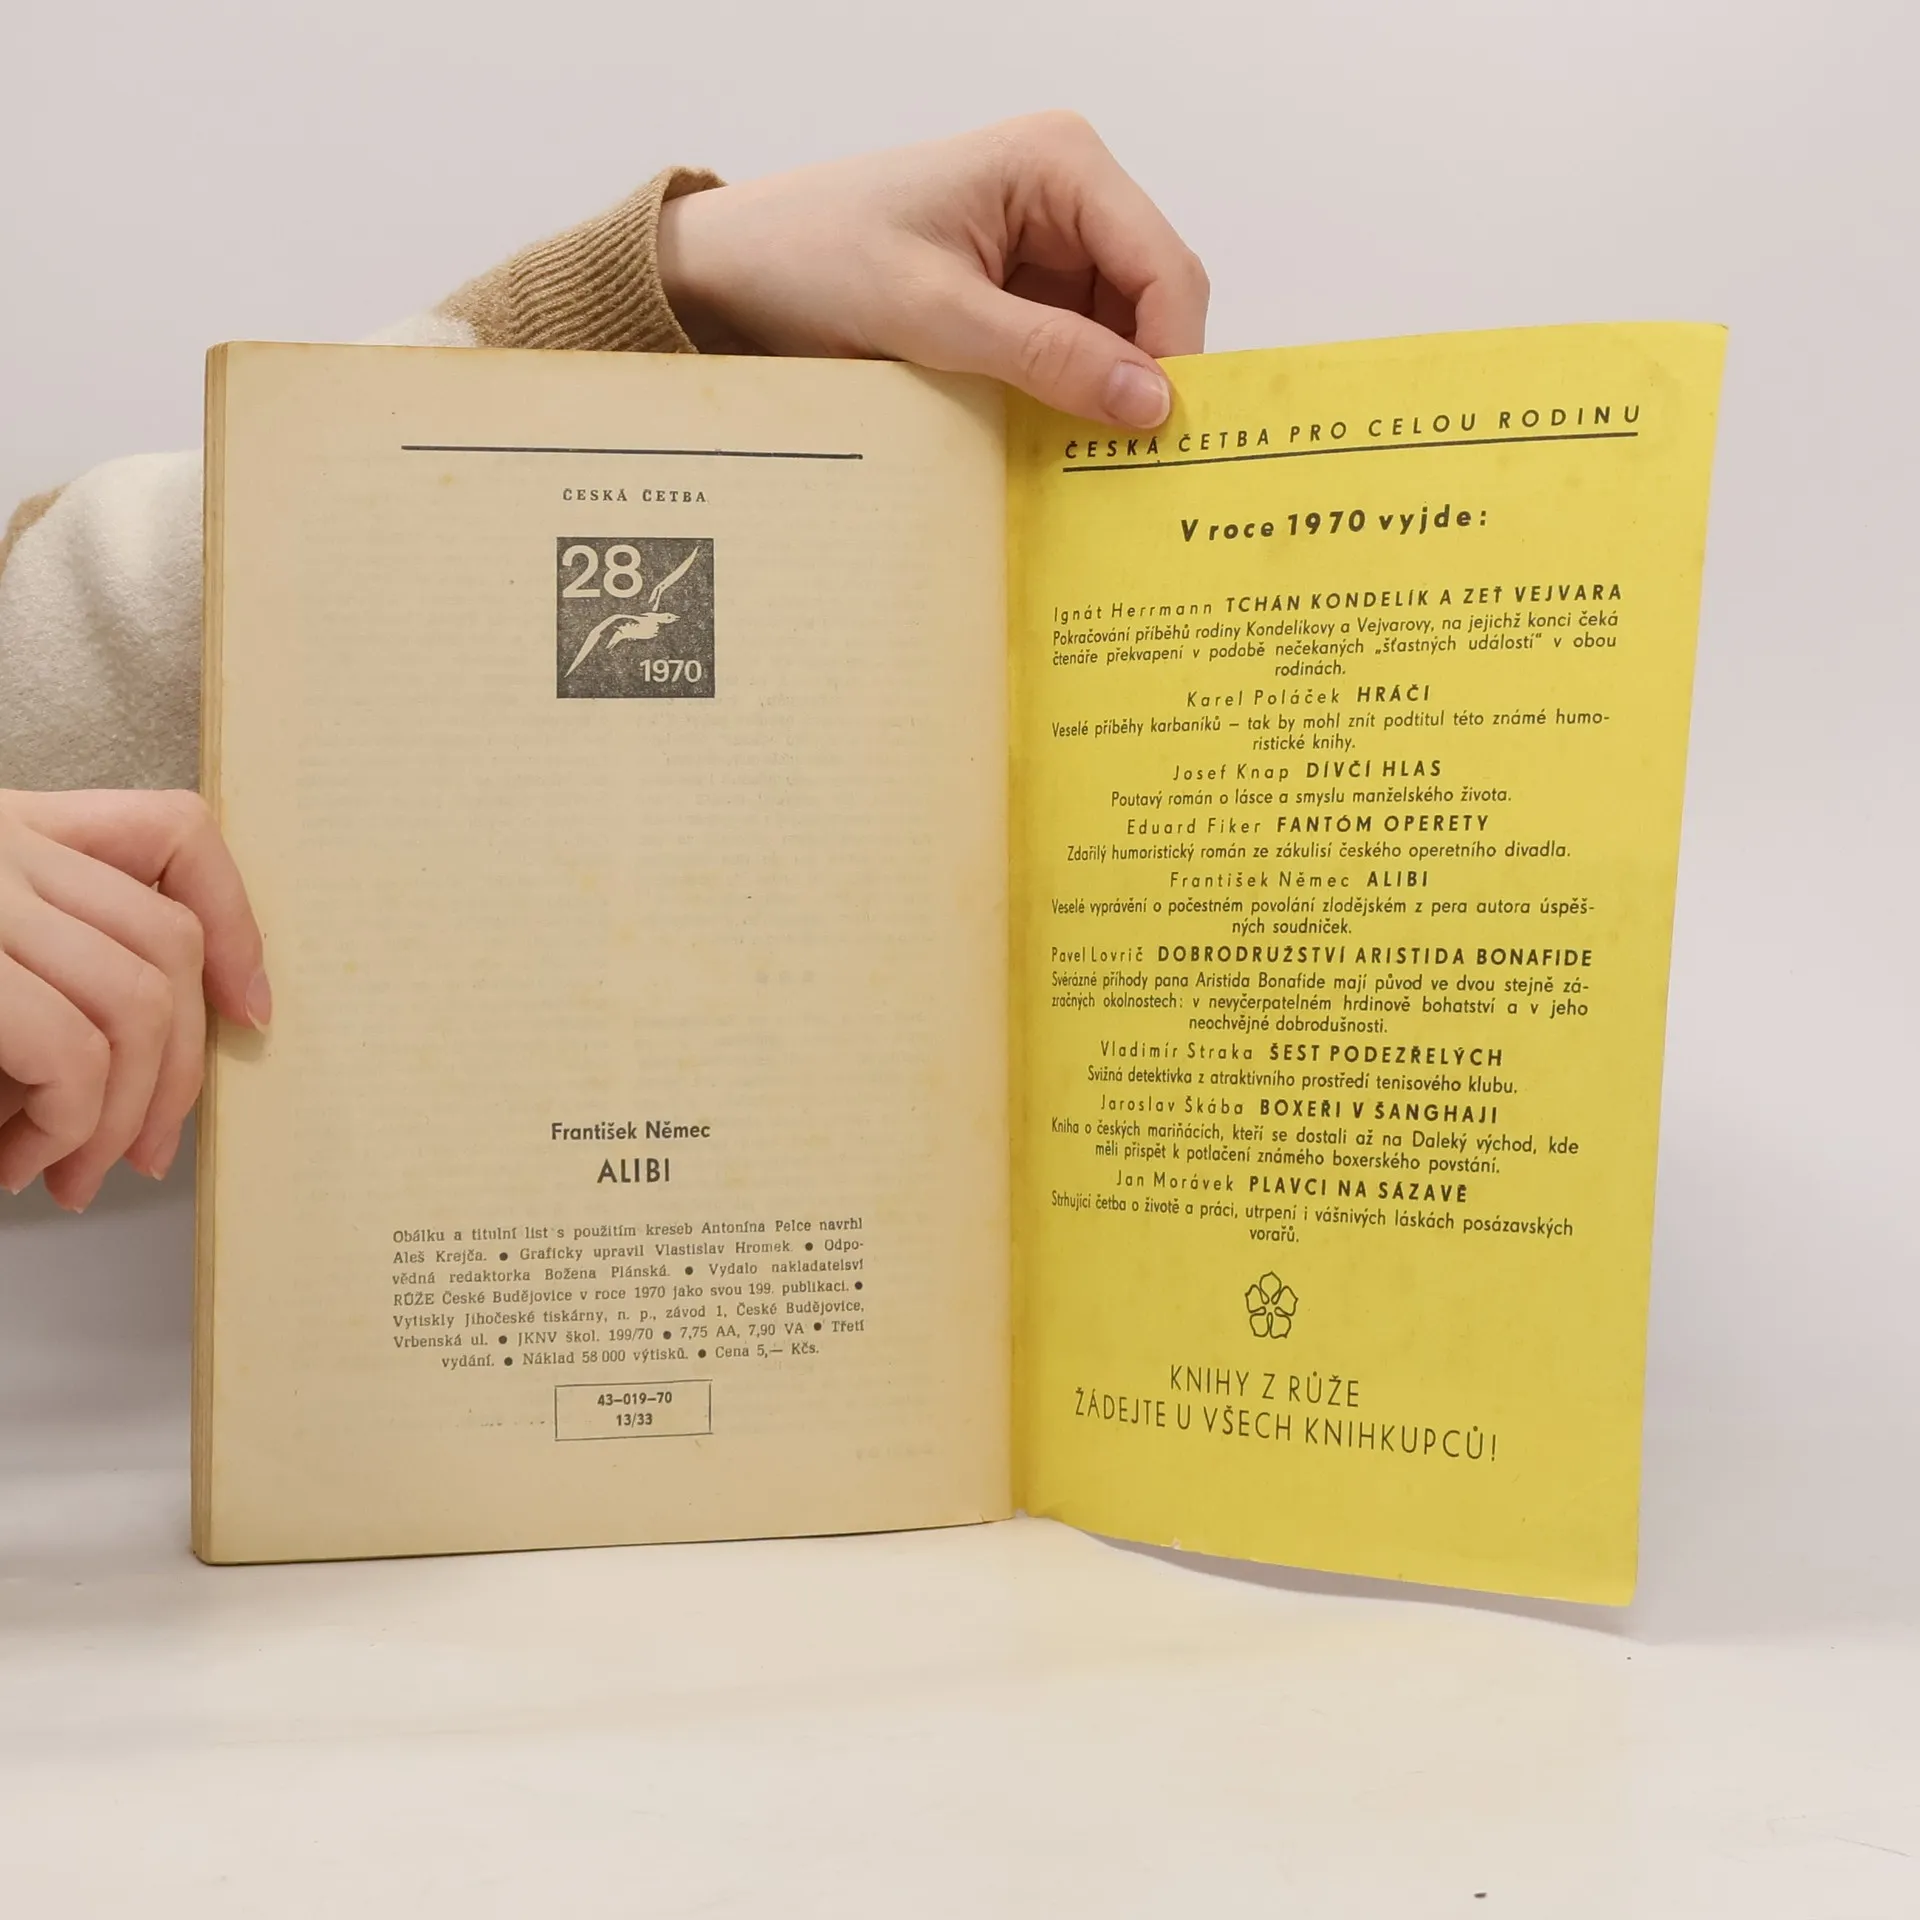 ČESKÁ ČETBA
28
1970
František Němec
ALIBI
Obálku a titulní list s použitím kreseb Antonína Pelce navrhl
Aleš Krejča. ● Graficky upravil Vlastislav Hromek. ● Odpo-
vědná redaktorka Božena Plánská. ● Vydalo nakladatelsví
RŮŽE České Budějovice v roce 1970 jako svou 199. publikaci. ●
Vytiskly Jihočeské tiskárny, n. p., závod 1, České Budějovice,
Vrbenská ul. ● JKNV škol. 199/70 ● 7,75 AA, 7,90 VA ● Třetí
vydání. ● Náklad 58 000 výtisků. ● Cena 5,— Kčs.
43–019–70
13/33
ČESKÁ ČETBA PRO CELOU RODINU
V roce 1970 vyjde:
Ignát Herrmann TCHÁN KONDELÍK A ZEŤ VEJVARA
Pokračování příběhů rodiny Kondelíkovy a Vejvarovy, na jejichž konci čeká
čtenáře překvapení v podobě nečekaných „šťastných událostí“ v obou
rodinách.
Karel Poláček HRÁČI
Veselé příběhy karbaníků – tak by mohl znít podtitul této známé humo-
ristické knihy.
Josef Knap DÍVČÍ HLAS
Poutavý román o lásce a smyslu manželského života.
Eduard Fiker FANTÓM OPERETY
Zdařilý humoristický román ze zákulisí českého operetního divadla.
František Němec ALIBI
Veselé vyprávění o počestném povolání zlodějském z pera autora úspěš-
ných soudniček.
Pavel Lovrič DOBRODRUŽSTVÍ ARISTIDA BONAFIDE
Svérázné příhody pana Aristida Bonafide mají původ ve dvou stejně zá-
zračných okolnostech: v nevyčerpatelném hrdinově bohatství a v jeho
neochvějné dobrodušnosti.
Vladimír Straka ŠEST PODEZŘELÝCH
Svižná detektivka z atraktivního prostředí tenisového klubu.
Jaroslav Škába BOXEŘI V ŠANGHAJI
Kniha o českých mariňácích, kteří se dostali až na Daleký východ, kde
měli přispět k potlačení známého boxerského povstání.
Jan Morávek PLAVCI NA SÁZAVĚ
Strhující četba o životě a práci, utrpení i vášnivých láskách posázavských
vorařů.
KNIHY Z RŮŽE
ŽÁDEJTE U VŠECH KNIHKUPCŮ!